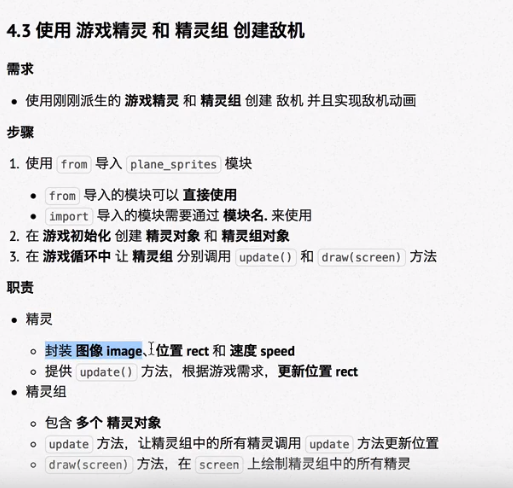 4.3 使用 游戏精灵 和 精灵组 创建敌机
需求
• 使用刚刚派生的 游戏精灵 和 精灵组 创建 敌机 并且实现敌机动画
步骤
1. 使用 from 导入 plane_sprites 模块
• from 导入的模块可以 直接使用
• import 导入的模块需要通过 模块名. 来使用
2. 在 游戏初始化 创建 精灵对象 和 精灵组对象
3. 在 游戏循环中 让 精灵组 分别调用 update() 和 draw(screen) 方法
职责
• 精灵
◦ 封装 图像 image、位置 rect 和 速度 speed
◦ 提供 update() 方法，根据游戏需求，更新位置 rect
• 精灵组
◦ 包含 多个 精灵对象
◦ update 方法，让精灵组中的所有精灵调用 update 方法更新位置
◦ draw(screen) 方法，在 screen 上绘制精灵组中的所有精灵